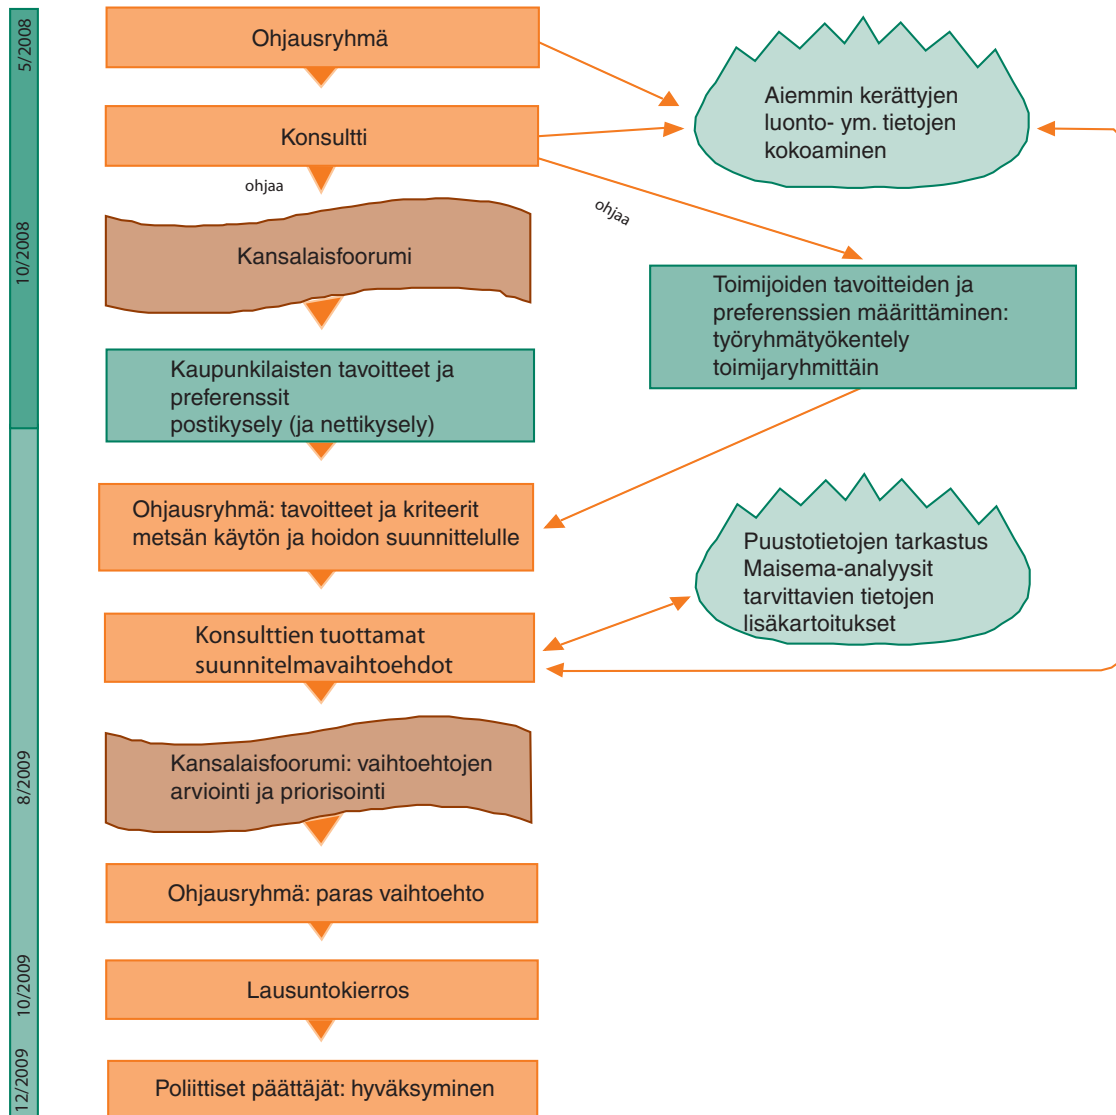 5/2008
Ohjausryhmä
Aiemmin kerättyjen
luonto- ym. tietojen
kokoaminen
Konsultti
ohjaa
ohjaa
10/2008
Kansalaisfoorumi
Toimijoiden tavoitteiden ja
preferenssien määrittäminen:
työryhmätyökentely
toimijaryhmittäin
Kaupunkilaisten tavoitteet ja
preferenssit
postikysely (ja nettikysely)
Ohjausryhmä: tavoitteet ja kriteerit
metsän käytön ja hoidon suunnittelulle
Puustotietojen tarkastus
Maisema-analyysit
tarvittavien tietojen
lisäkartoitukset
Konsulttien tuottamat
suunnitelmavaihtoehdot
8/2009
Kansalaisfoorumi: vaihtoehtojen
arviointi ja priorisointi
Ohjausryhmä: paras vaihtoehto
10/2009
Lausuntokierros
12/2009
Poliittiset päättäjät: hyväksyminen